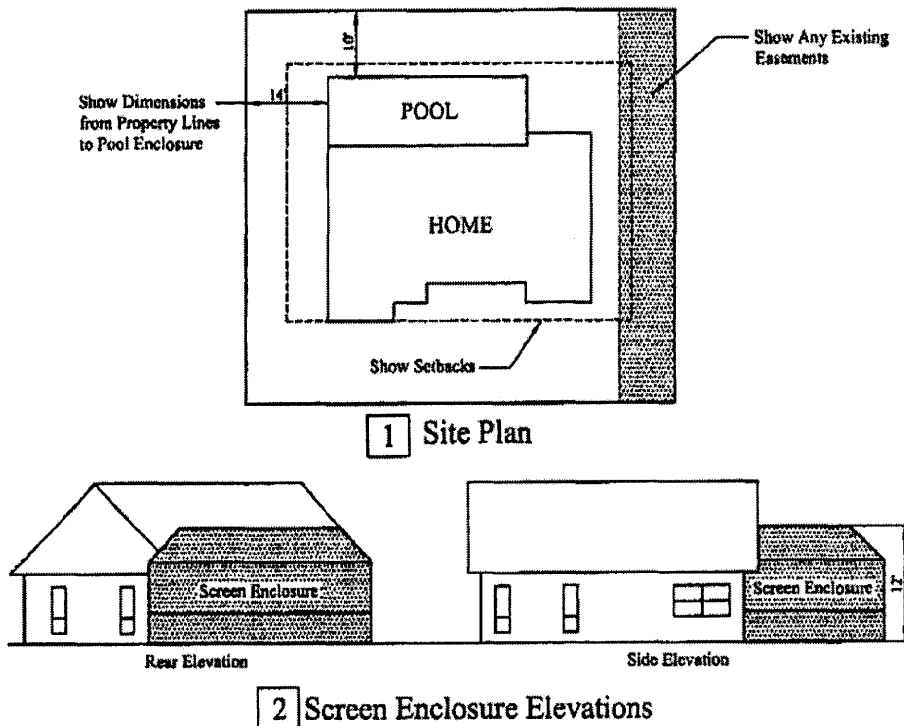 10'
Show Any Existing
Easements
14'
Show Dimensions
from Property Lines
to Pool Enclosure
POOL
HOME
Show Setbacks
1 Site Plan
Screen Enclosure
Screen Enclosure
12'
Rear Elevation
Side Elevation
2 Screen Enclosure Elevations